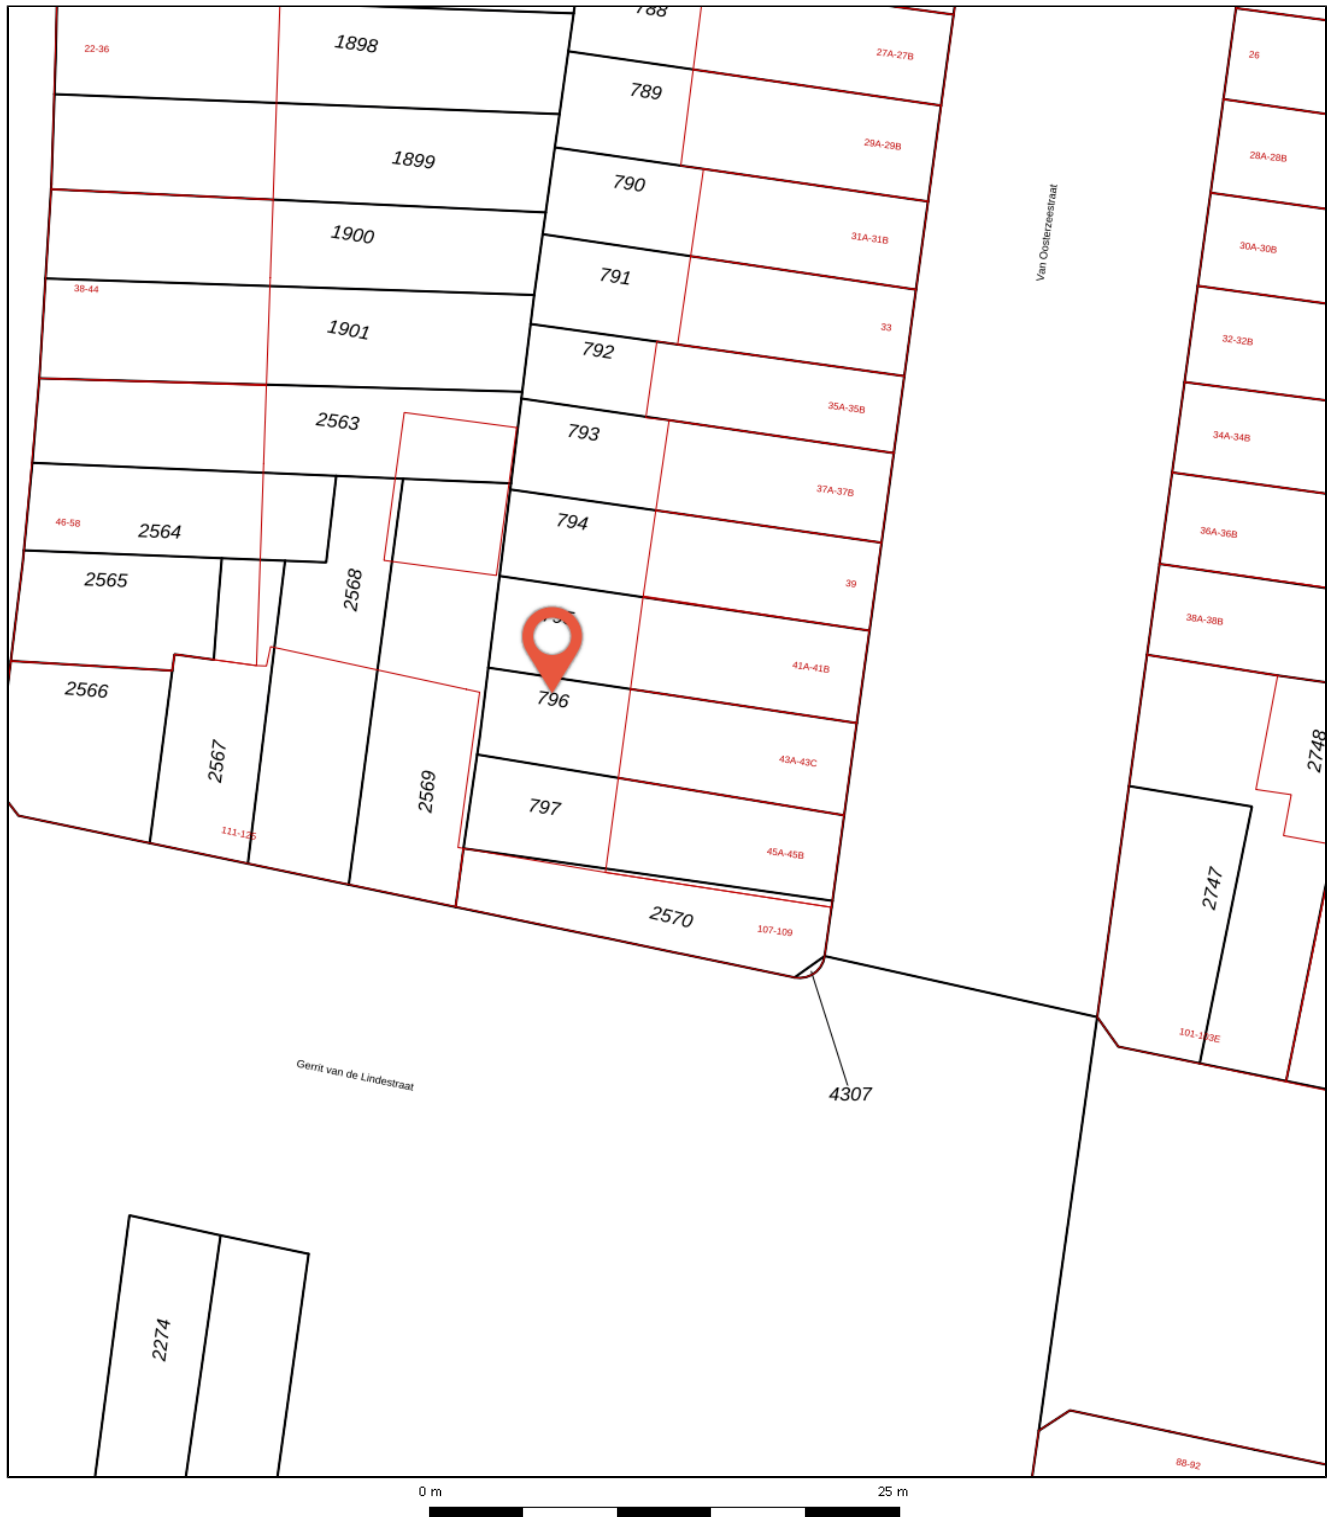 788
1898
22-36
27A-27B
26
789
29A-29B
1899
28A-28B
790
1900
31A-31B
Van Oosterzeestraat
30A-30B
791
38-44
1901
33
32-32B
792
35A-35B
2563
793
34A-34B
37A-37B
46-58
2564
794
36A-36B
2565
2568
39
795
38A-38B
41A-41B
2566
796
2567
43A-43C
2748
2569
797
111-125
45A-45B
2747
2570
107-109
101-103E
Gerrit van de Lindestraat
4307
2274
88-92
0 m
25 m